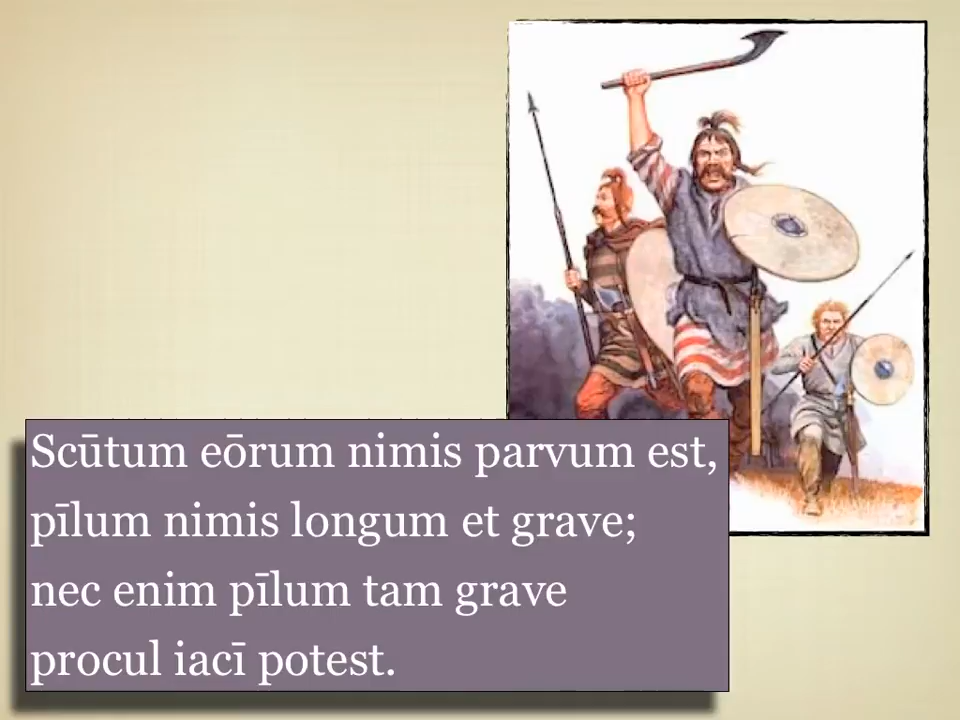 Scūtum eōrum nimis parvum est,
pīlum nimis longum et grave;
nec enim pīlum tam grave
procul iacī potest.